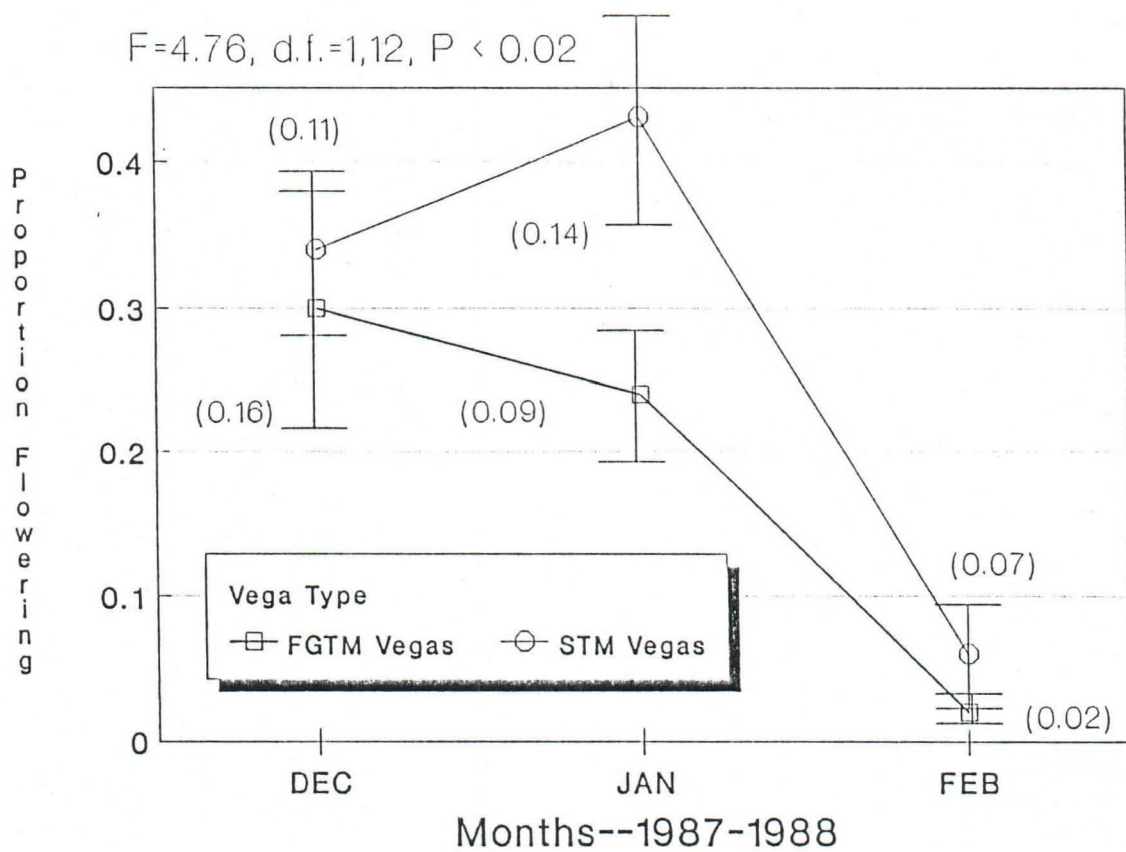 F=4.76, d.f.=1,12, P < 0.02
Proportion Flowering
0.4
0.3
0.2
0.1
0
(0.11)
(0.14)
(0.16)
(0.09)
(0.07)
(0.02)
Vega Type
FGTM Vegas
STM Vegas
DEC
JAN
FEB
Months--1987-1988